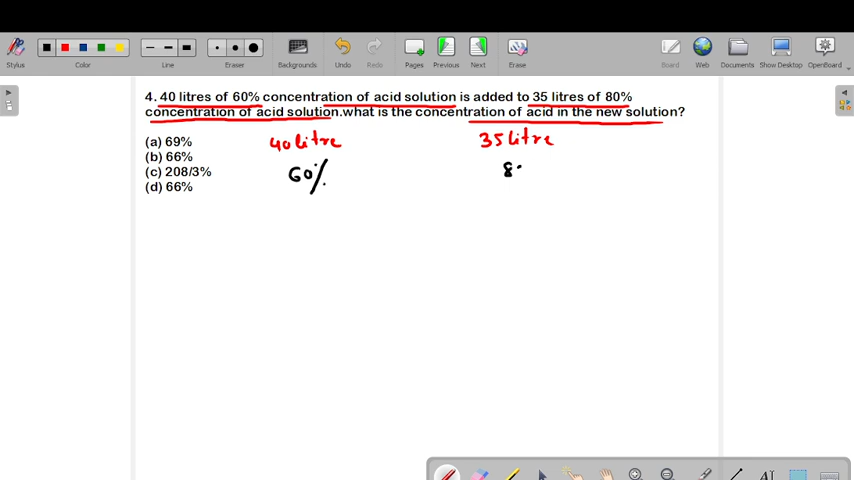 Stylus
Color
Line
Eraser
Backgrounds
Undo
Redo
Pages
Previous
Next
Erase
Board
Web
Documents
Show Desktop
OpenBoard
4. 40 litres of 60% concentration of acid solution is added to 35 litres of 80%
concentration of acid solution.what is the concentration of acid in the new solution?
(a) 69%
(b) 66%
(c) 208/3%
(d) 66%
40 litre
35 litre
60%
8